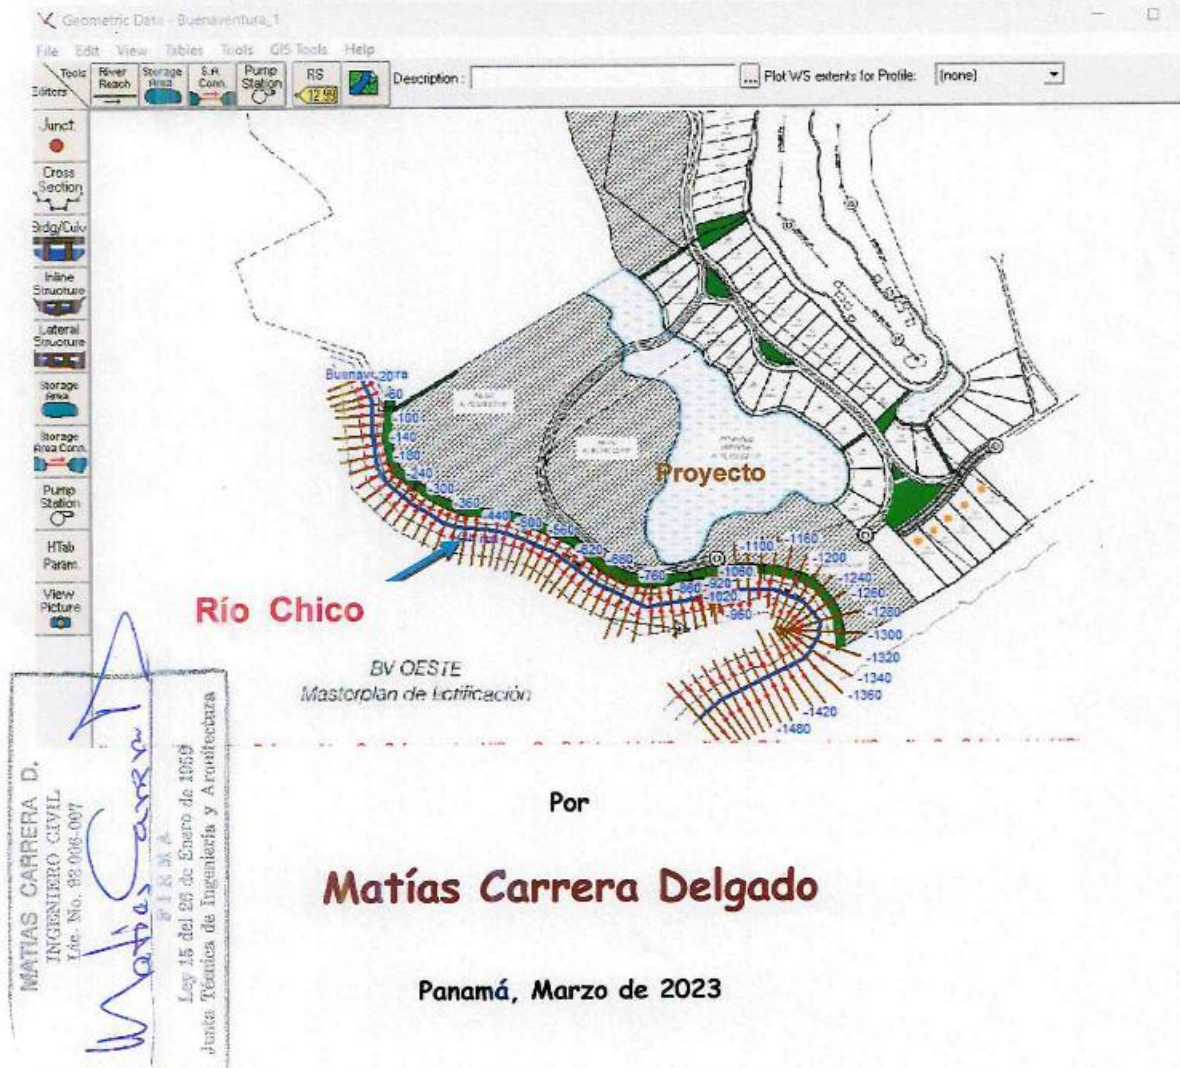 Geometric Data - Buenaventura_1
File Edit View Tables Tools GIS Tools Help
Tools
Editors
River Reach
Storage Area
S.A. Conn.
Pump Station
RS
12.99
Description :
...
Plot WS extents for Profile:
(none)
Junct.
Cross Section
Brdg/Culv
Inline Structure
Lateral Structure
Storage Area
Storage Area Conn.
Pump Station
HTab Param.
View Picture
-20
-60
-100
-140
-180
-240
-300
-360
-440
-500
-560
-620
-680
-760
-920
-1020
-960
-1060
-1100
-1160
-1200
-1240
-1260
-1280
-1300
-1320
-1340
-1360
-1420
-1480
Proyecto
Río Chico
BV OESTE
Masterplan de Lotificación
MATIAS CARRERA D.
INGENIERO CIVIL
Lic. No. 92-006-007
Matías Carrera D
FIRMA
Ley 15 del 26 de Enero de 1959
Junta Técnica de Ingeniería y Arquitectura
Por
Matías Carrera Delgado
Panamá, Marzo de 2023